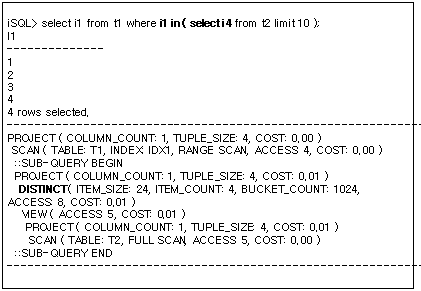 iSQL> select i1 from t1 where i1 in ( select i4 from t2 limit 10 );
I1
---------------
1
2
3
4
4 rows selected.
------------------------------------------------------------
PROJECT ( COLUMN_COUNT: 1, TUPLE_SIZE: 4, COST: 0.00 )
SCAN ( TABLE: T1, INDEX: IDX1, RANGE SCAN, ACCESS: 4, COST: 0.00 )
::SUB-QUERY BEGIN
PROJECT ( COLUMN_COUNT: 1, TUPLE_SIZE: 4, COST: 0.01 )
DISTINCT( ITEM_SIZE: 24, ITEM_COUNT: 4, BUCKET_COUNT: 1024,
ACCESS: 8, COST: 0.01 )
VIEW ( ACCESS: 5, COST: 0.01 )
PROJECT ( COLUMN_COUNT: 1, TUPLE_SIZE: 4, COST: 0.01 )
SCAN ( TABLE: T2, FULL SCAN, ACCESS: 5, COST: 0.00 )
::SUB-QUERY END
------------------------------------------------------------